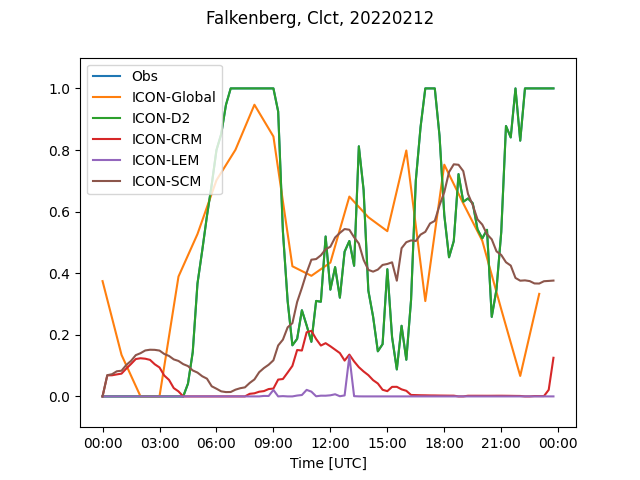 Falkenberg, Clct, 20220212
1.0
0.8
0.6
0.4
0.2
0.0
Obs
ICON-Global
ICON-D2
ICON-CRM
ICON-LEM
ICON-SCM
00:00 03:00 06:00 09:00 12:00 15:00 18:00 21:00 00:00
Time [UTC]